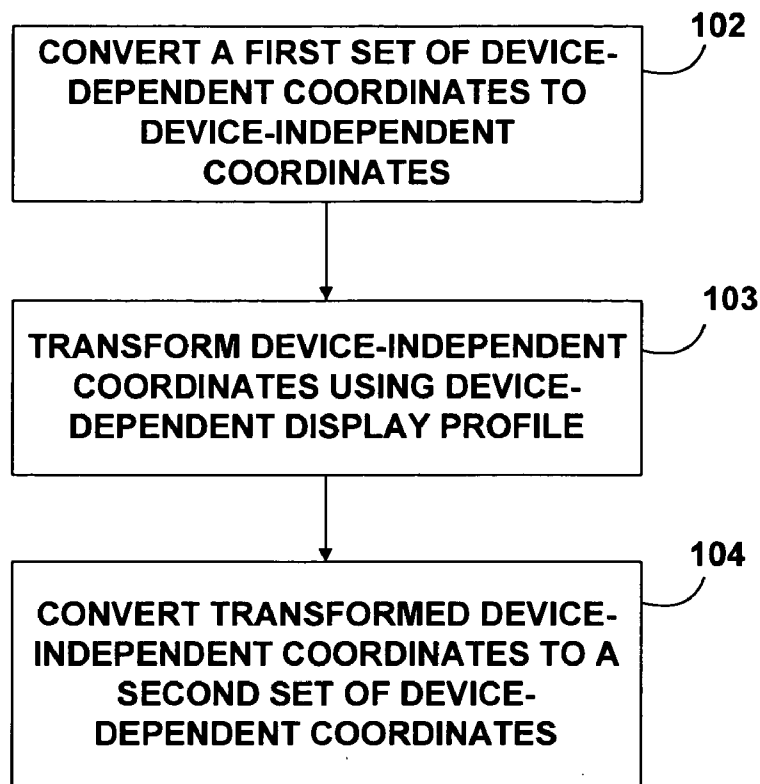 102
CONVERT A FIRST SET OF DEVICE-
DEPENDENT COORDINATES TO
DEVICE-INDEPENDENT
COORDINATES
103
TRANSFORM DEVICE-INDEPENDENT
COORDINATES USING DEVICE-
DEPENDENT DISPLAY PROFILE
104
CONVERT TRANSFORMED DEVICE-
INDEPENDENT COORDINATES TO A
SECOND SET OF DEVICE-
DEPENDENT COORDINATES